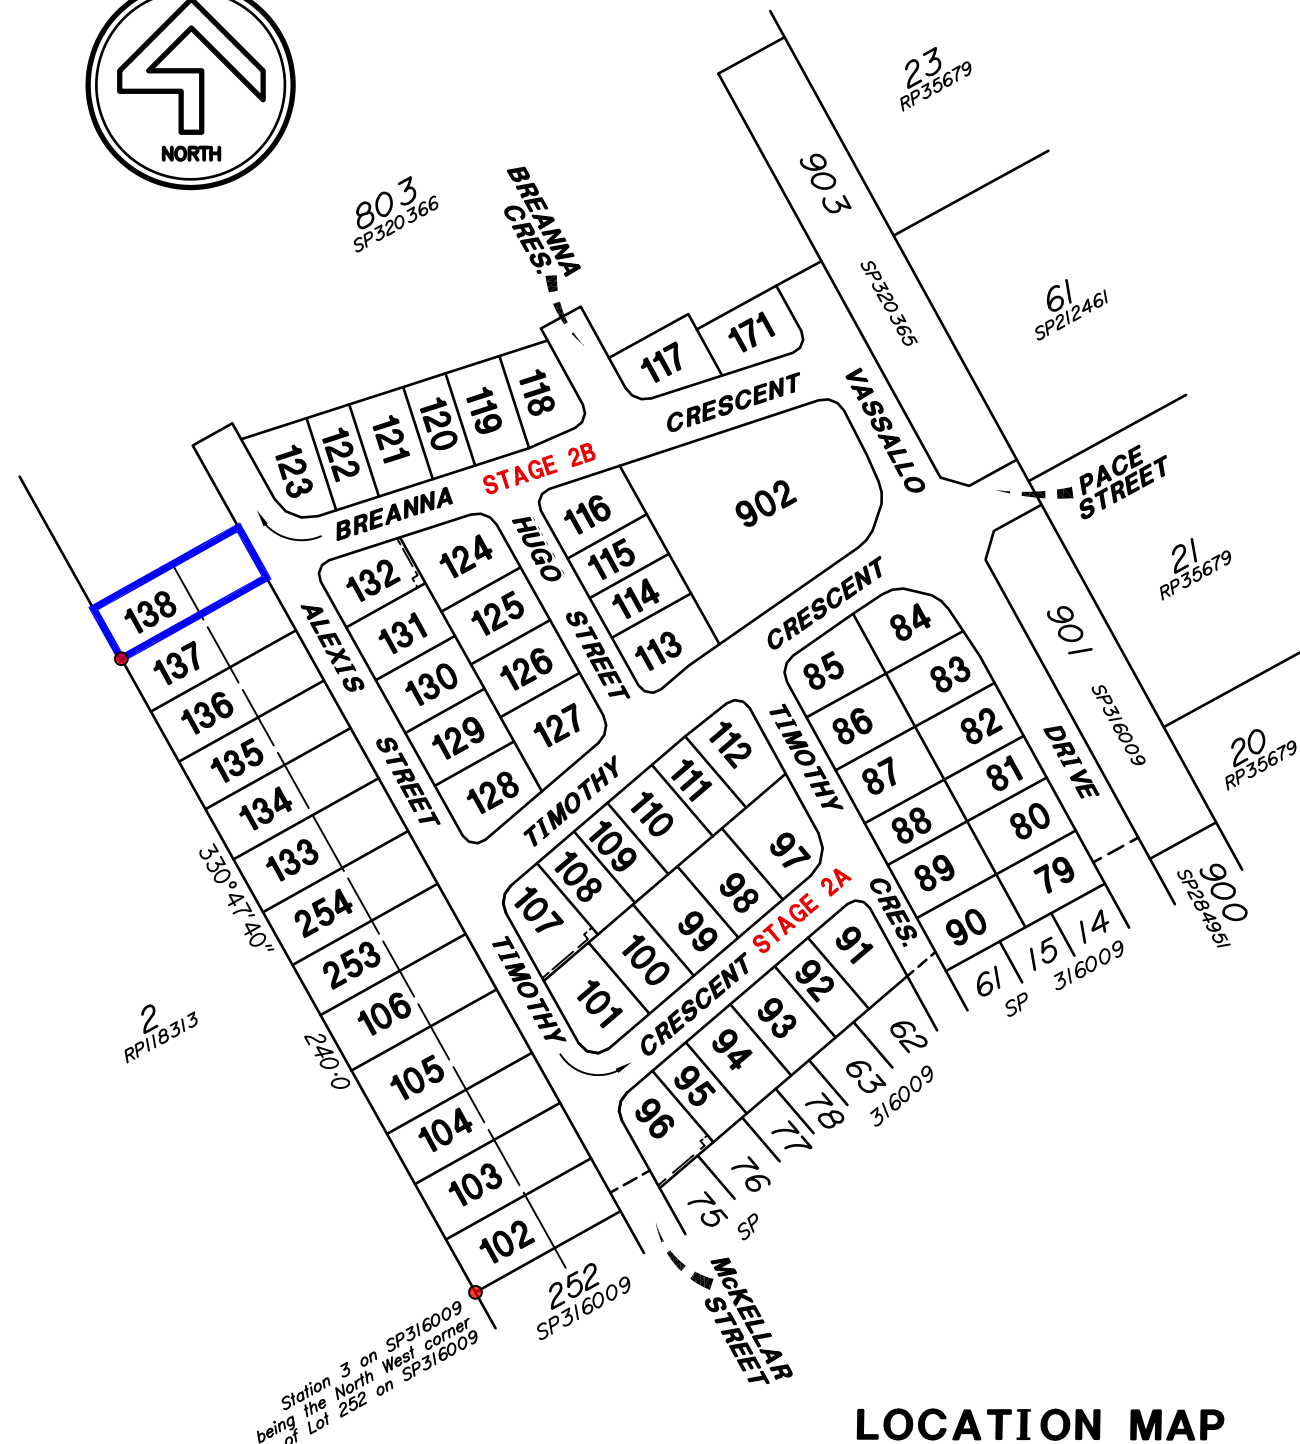 NORTH
23
RP35679
903
SP320365
803
SP320366
BREANNA
CRES.
61
SP212461
117
171
CRESCENT
VASSALLO
PACE
STREET
118
119
120
121
122
123
STAGE 2B
BREANNA
902
21
RP35679
901
SP316009
20
RP35679
900
SP284951
HUGO
STREET
116
115
114
113
132
124
131
125
130
126
129
127
128
138
137
136
135
134
133
254
253
106
105
104
103
102
ALEXIS
STREET
CRESCENT
TIMOTHY
84
85
83
86
82
87
81
88
80
89
79
90
DRIVE
TIMOTHY
CRES.
112
111
110
109
108
107
97
98
99
100
101
STAGE 2A
CRESCENT
TIMOTHY
91
92
93
94
95
96
61
15
14
SP 316009
62
63
78
77
76
75
SP 316009
330°47'40"
240·0
2
RP118313
252
SP316009
McKELLAR
STREET
Station 3 on SP316009
being the North West corner
of Lot 252 on SP316009
LOCATION MAP